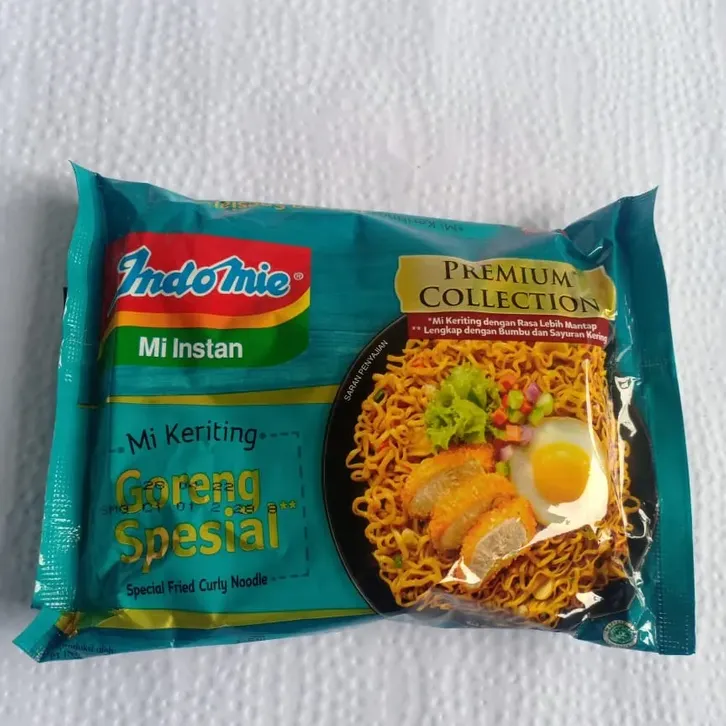 Indomie®
Mi Instan
PREMIUM
COLLECTION
*Mi Keriting dengan Rasa Lebih Mantap
** Lengkap dengan Bumbu dan Sayuran Kering
SARAN PENYAJIAN
Mi Keriting
Goreng
Spesial**
Special Fried Curly Noodle